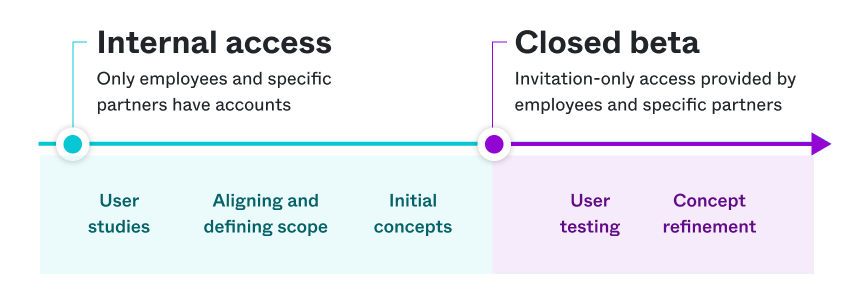 Internal access
Only employees and specific
partners have accounts
Closed beta
Invitation-only access provided by
employees and specific partners
User
studies
Aligning and
defining scope
Initial
concepts
User
testing
Concept
refinement